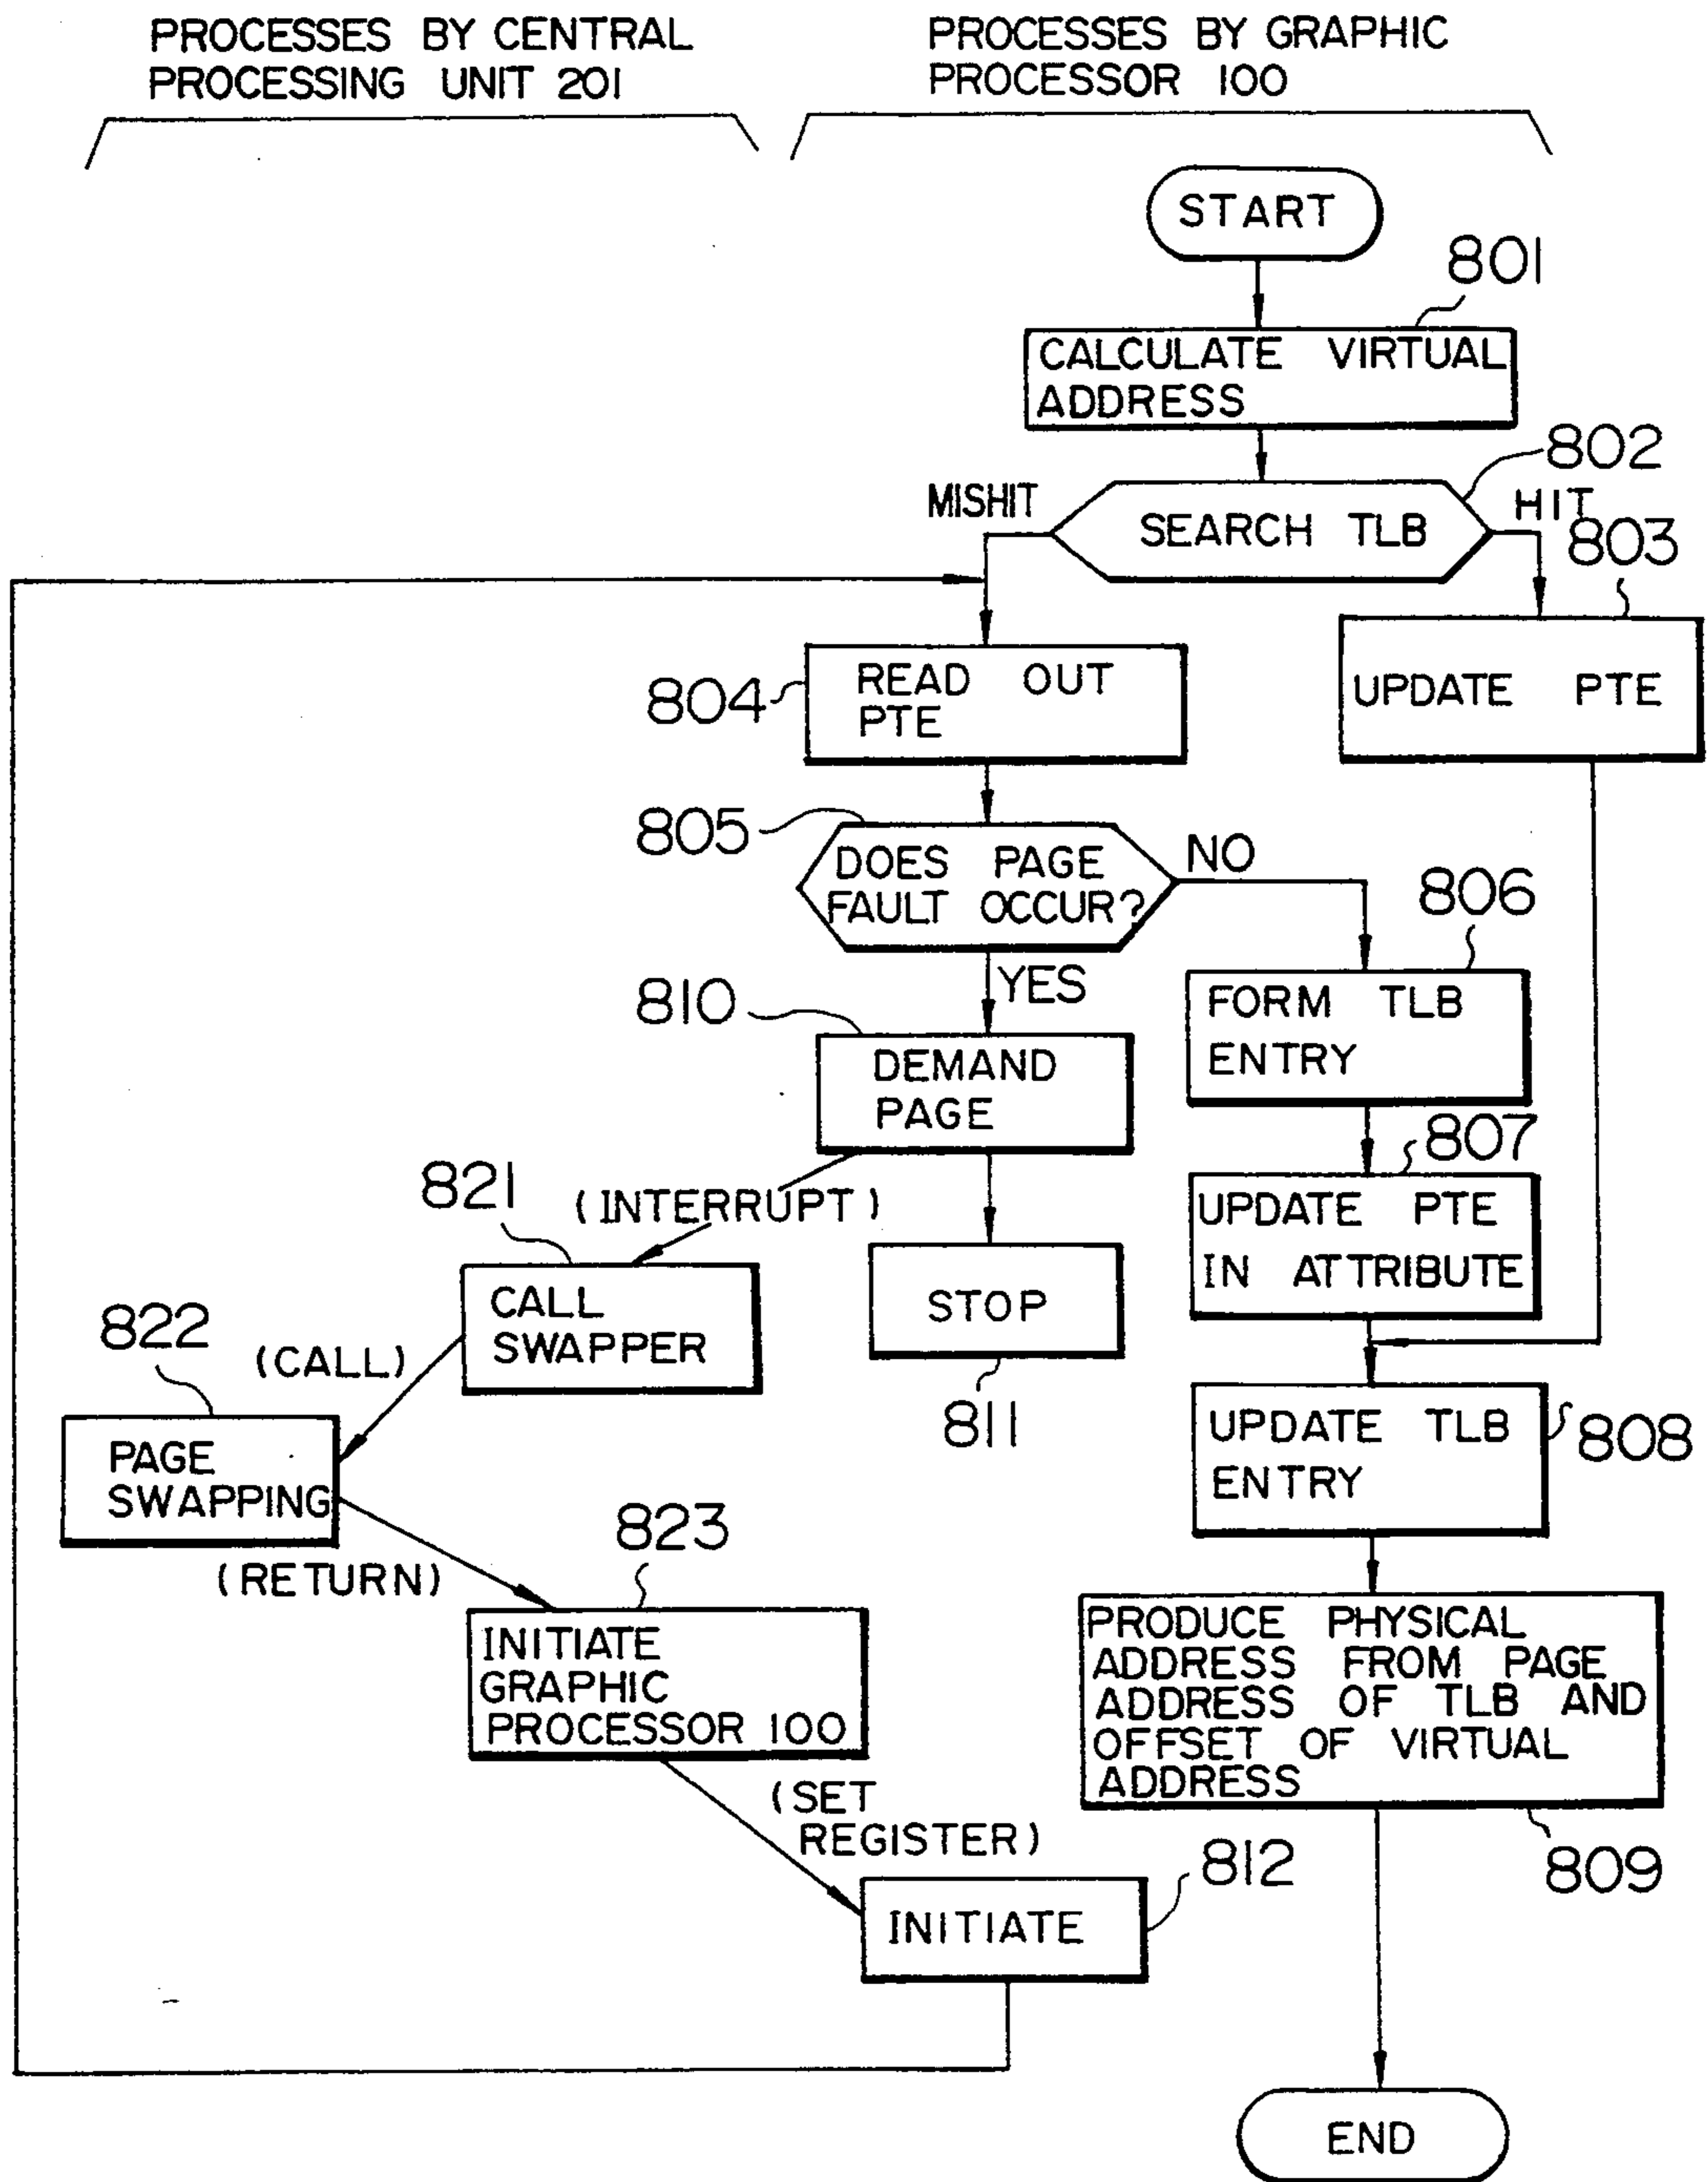 PROCESSES BY CENTRAL
PROCESSING UNIT 201
PROCESSES BY GRAPHIC
PROCESSOR 100
START
801
CALCULATE VIRTUAL
ADDRESS
802
MISHIT
SEARCH TLB
HIT
803
UPDATE PTE
804
READ OUT
PTE
805
DOES PAGE
FAULT OCCUR?
NO
YES
806
FORM TLB
ENTRY
810
DEMAND
PAGE
807
UPDATE PTE
IN ATTRIBUTE
(INTERRUPT)
821
CALL
SWAPPER
STOP
811
822
(CALL)
PAGE
SWAPPING
(RETURN)
808
UPDATE TLB
ENTRY
823
INITIATE
GRAPHIC
PROCESSOR 100
PRODUCE PHYSICAL
ADDRESS FROM PAGE
ADDRESS OF TLB AND
OFFSET OF VIRTUAL
ADDRESS
809
(SET
REGISTER)
812
INITIATE
END